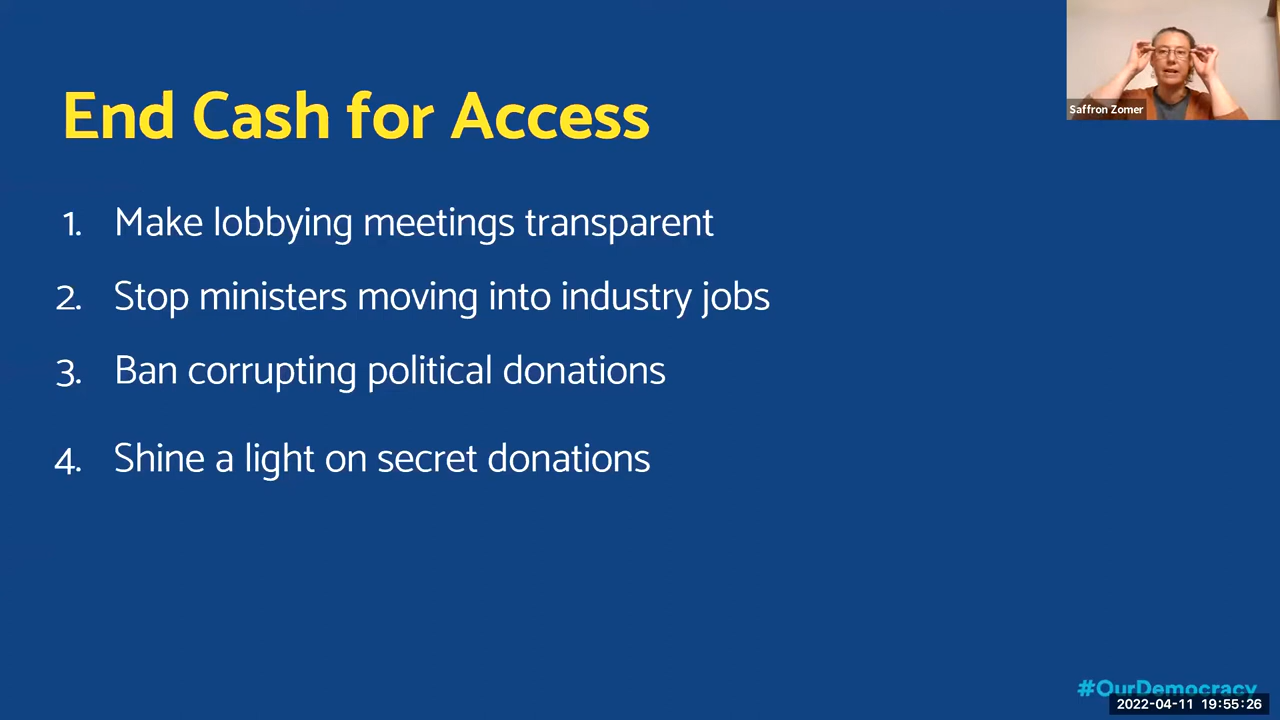 End Cash for Access
Saffron Zomer
1. Make lobbying meetings transparent
2. Stop ministers moving into industry jobs
3. Ban corrupting political donations
4. Shine a light on secret donations
#OurDemocracy
2022-04-11 19:55:26